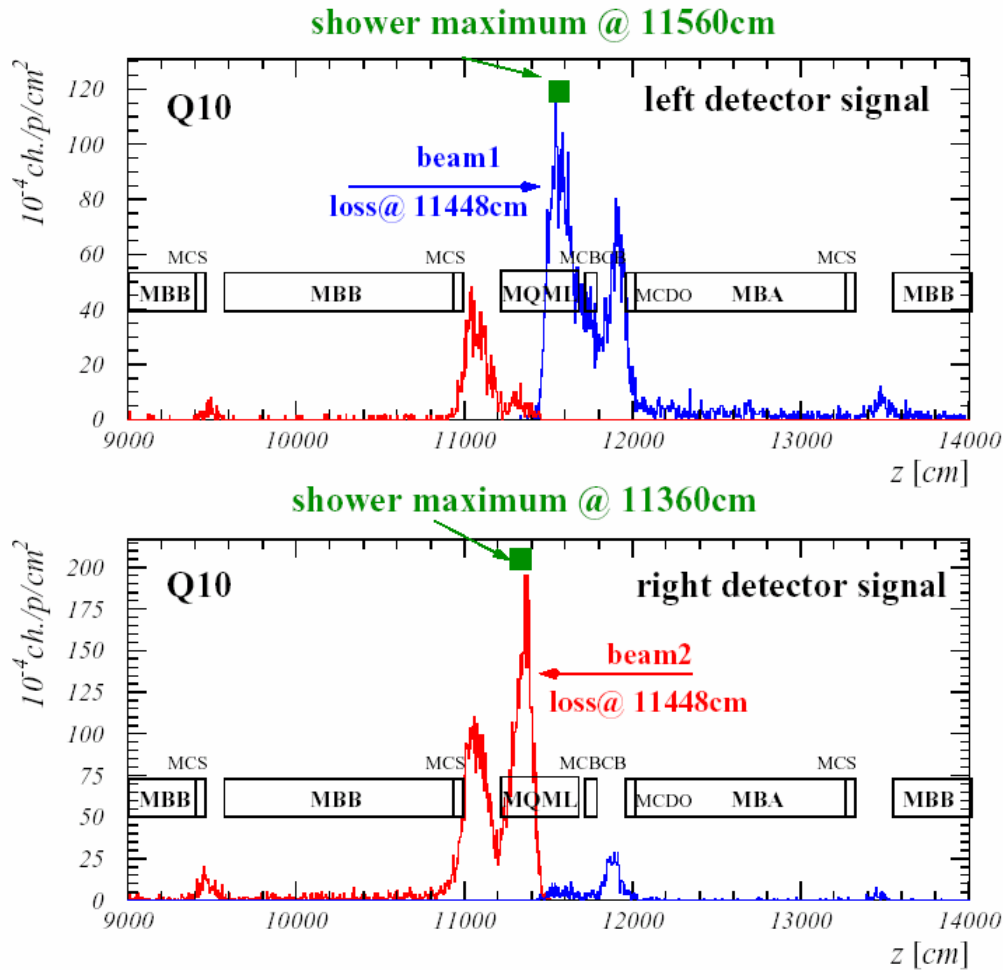 shower maximum @ 11560cm
10⁻⁴ch./p/cm²
120
100
80
60
40
20
0
Q10
left detector signal
beam1
loss@ 11448cm
MCS
MCS
MCBCB
MCS
MBB
MBB
MQML
MCDO
MBA
MBB
9000
10000
11000
12000
13000
14000
z [cm]
shower maximum @ 11360cm
10⁻⁴ch./p/cm²
200
175
150
125
100
75
50
25
0
Q10
right detector signal
beam2
loss@ 11448cm
MCS
MCS
MCBCB
MCS
MBB
MBB
MQML
MCDO
MBA
MBB
9000
10000
11000
12000
13000
14000
z [cm]